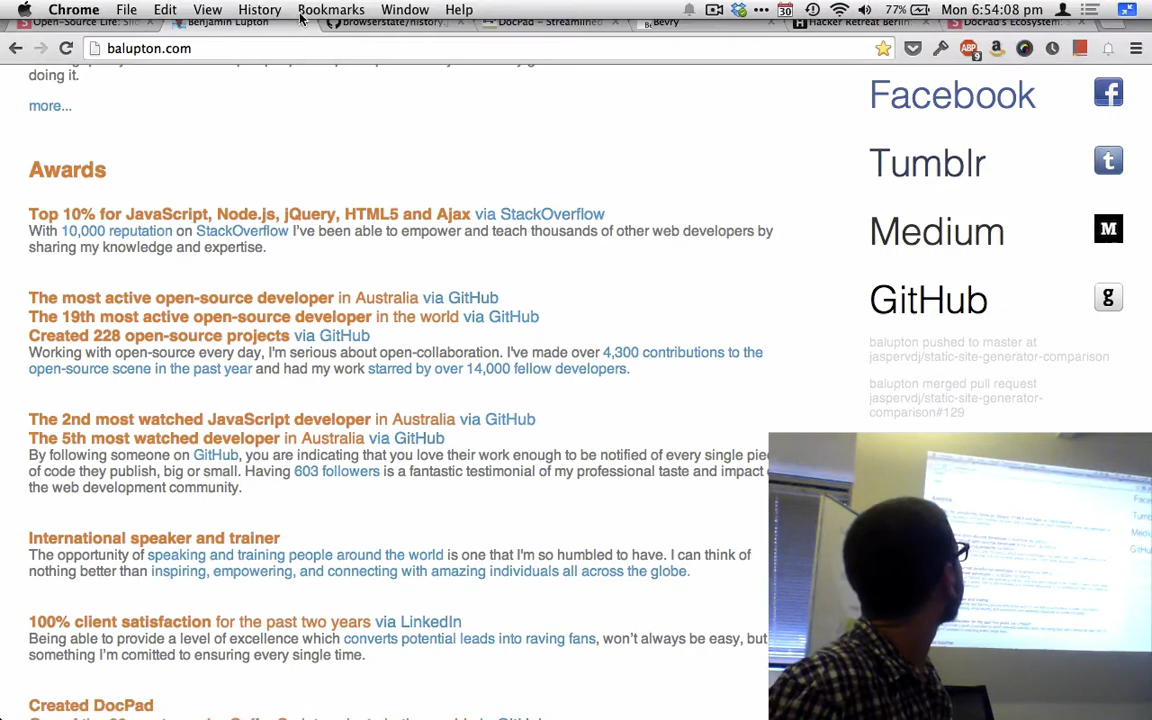 Chrome File Edit View History Bookmarks Window Help
77% Mon 6:54:08 pm
Open-Source Life: S
Benjamin Lupton
browserstate/history.
DocPad – Streamlined
Bevry
Hacker Retreat Berlin
DocPad's Ecosystem:
balupton.com
doing it.
more...
Awards
Top 10% for JavaScript, Node.js, jQuery, HTML5 and Ajax via StackOverflow
With 10,000 reputation on StackOverflow I've been able to empower and teach thousands of other web developers by
sharing my knowledge and expertise.
The most active open-source developer in Australia via GitHub
The 19th most active open-source developer in the world via GitHub
Created 228 open-source projects via GitHub
Working with open-source every day, I'm serious about open-collaboration. I've made over 4,300 contributions to the
open-source scene in the past year and had my work starred by over 14,000 fellow developers.
The 2nd most watched JavaScript developer in Australia via GitHub
The 5th most watched developer in Australia via GitHub
By following someone on GitHub, you are indicating that you love their work enough to be notified of every single pie
of code they publish, big or small. Having 603 followers is a fantastic testimonial of my professional taste and impact
the web development community.
International speaker and trainer
The opportunity of speaking and training people around the world is one that I'm so humbled to have. I can think of
nothing better than inspiring, empowering, and connecting with amazing individuals all across the globe.
100% client satisfaction for the past two years via LinkedIn
Being able to provide a level of excellence which converts potential leads into raving fans, won't always be easy, but
something I'm comitted to ensuring every single time.
Created DocPad
Facebook
Tumblr
Medium
GitHub
balupton pushed to master at
jaspervdj/static-site-generator-comparison
balupton merged pull request
jaspervdj/static-site-generator-
comparison#129